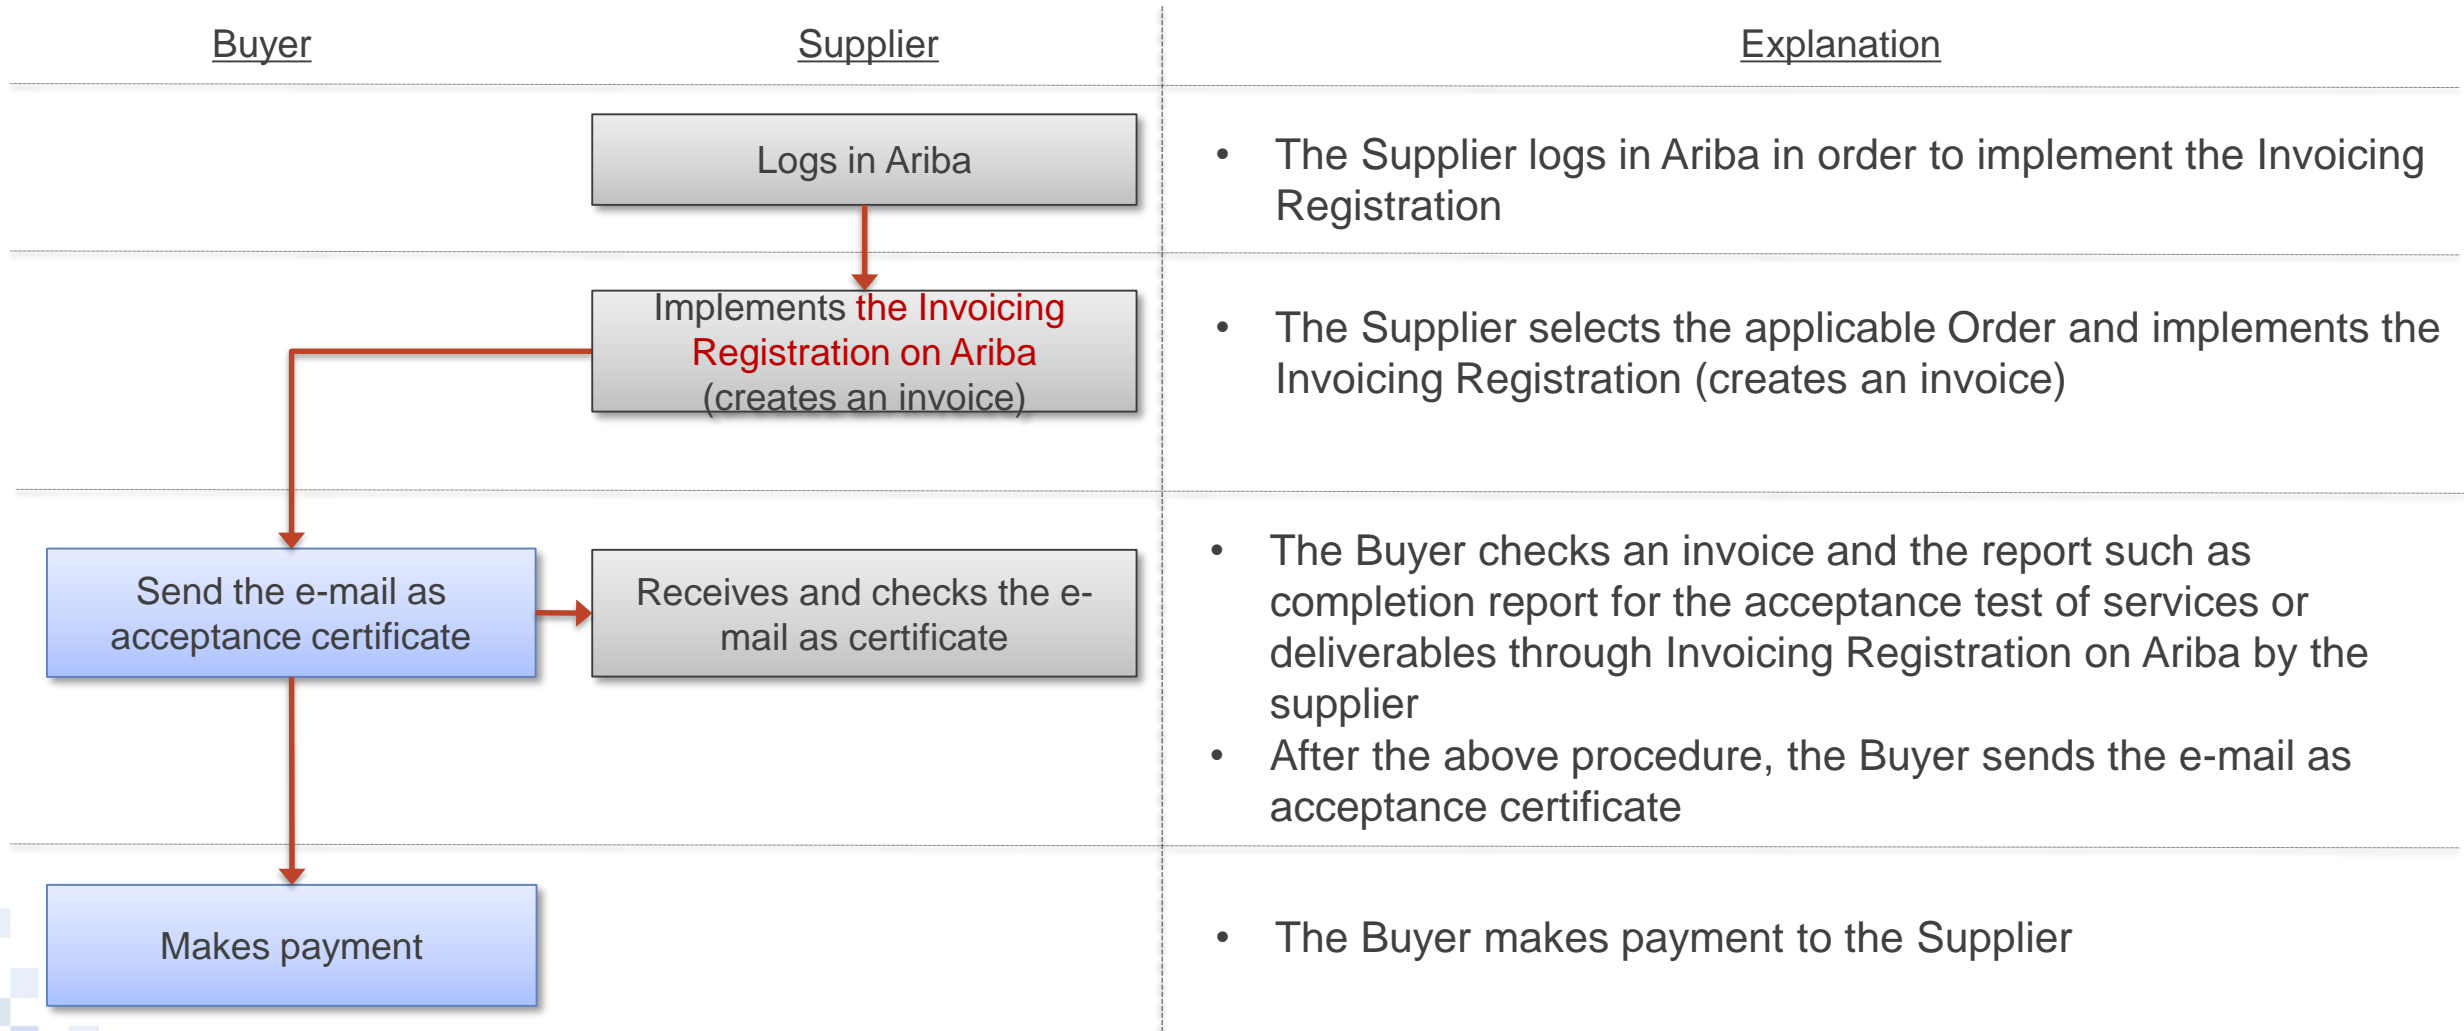 Buyer
Supplier
Explanation
Logs in Ariba
• The Supplier logs in Ariba in order to implement the Invoicing
Registration
Implements the Invoicing
Registration on Ariba
(creates an invoice)
• The Supplier selects the applicable Order and implements the
Invoicing Registration (creates an invoice)
Send the e-mail as
acceptance certificate
Receives and checks the e-
mail as certificate
• The Buyer checks an invoice and the report such as
completion report for the acceptance test of services or
deliverables through Invoicing Registration on Ariba by the
supplier
• After the above procedure, the Buyer sends the e-mail as
acceptance certificate
Makes payment
• The Buyer makes payment to the Supplier